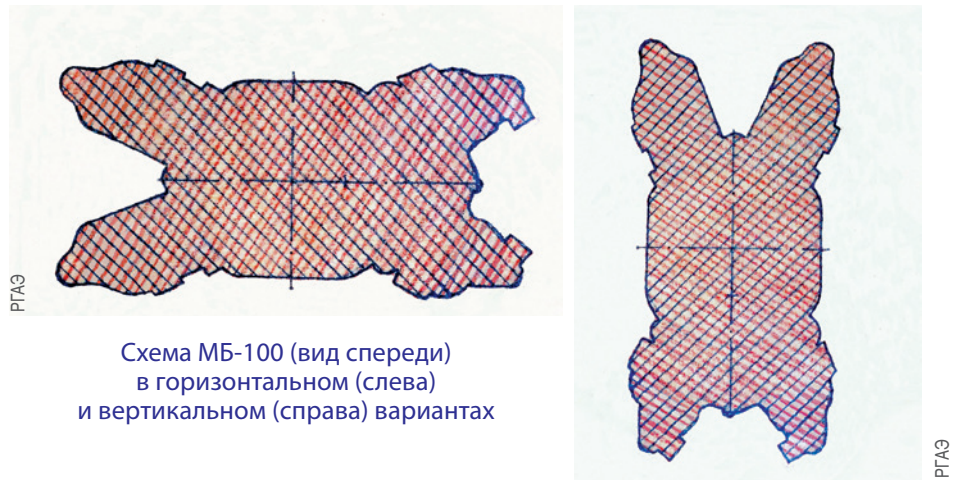 РГАЭ
Схема МБ-100 (вид спереди)
в горизонтальном (слева)
и вертикальном (справа) вариантах
РГАЭ